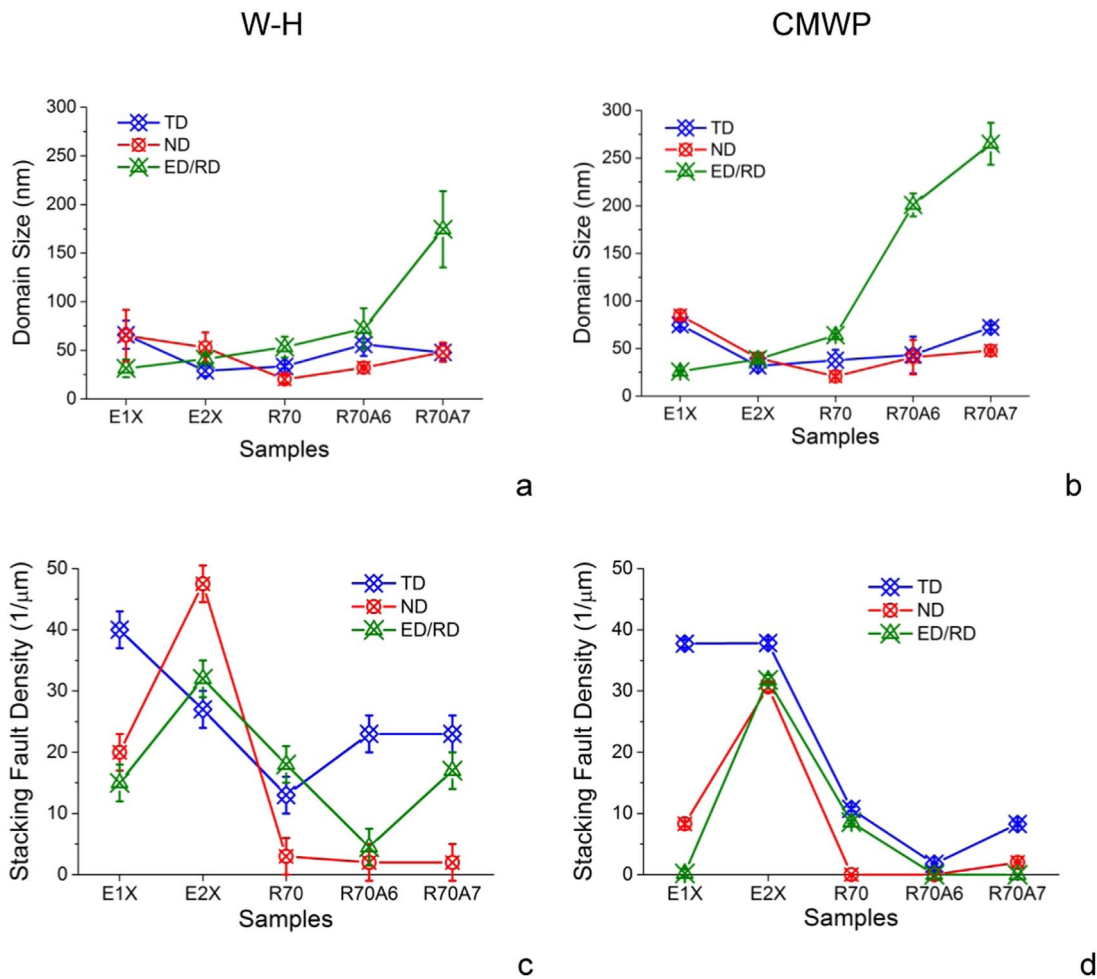 W-H
CMWP
300
250
200
150
100
50
0
Domain Size (nm)
TD
ND
ED/RD
E1X E2X R70 R70A6 R70A7
Samples
a
300
250
200
150
100
50
0
Domain Size (nm)
TD
ND
ED/RD
E1X E2X R70 R70A6 R70A7
Samples
b
50
40
30
20
10
0
Stacking Fault Density (1/μm)
TD
ND
ED/RD
E1X E2X R70 R70A6 R70A7
Samples
c
50
40
30
20
10
0
Stacking Fault Density (1/μm)
TD
ND
ED/RD
E1X E2X R70 R70A6 R70A7
Samples
d